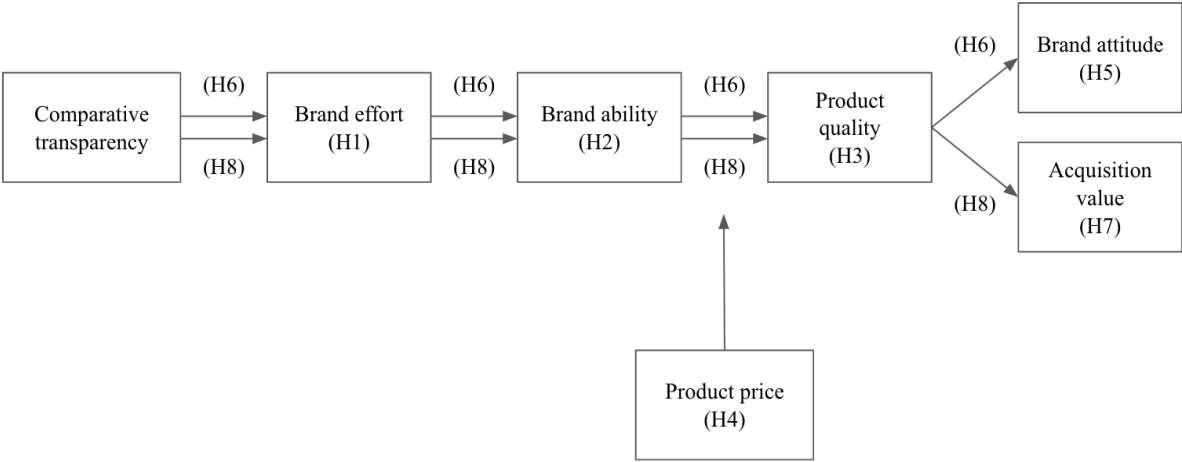 Comparative
transparency
(H6)
(H8)
Brand effort
(H1)
(H6)
(H8)
Brand ability
(H2)
(H6)
(H8)
Product
quality
(H3)
(H6)
(H8)
Brand attitude
(H5)
Acquisition
value
(H7)
Product price
(H4)